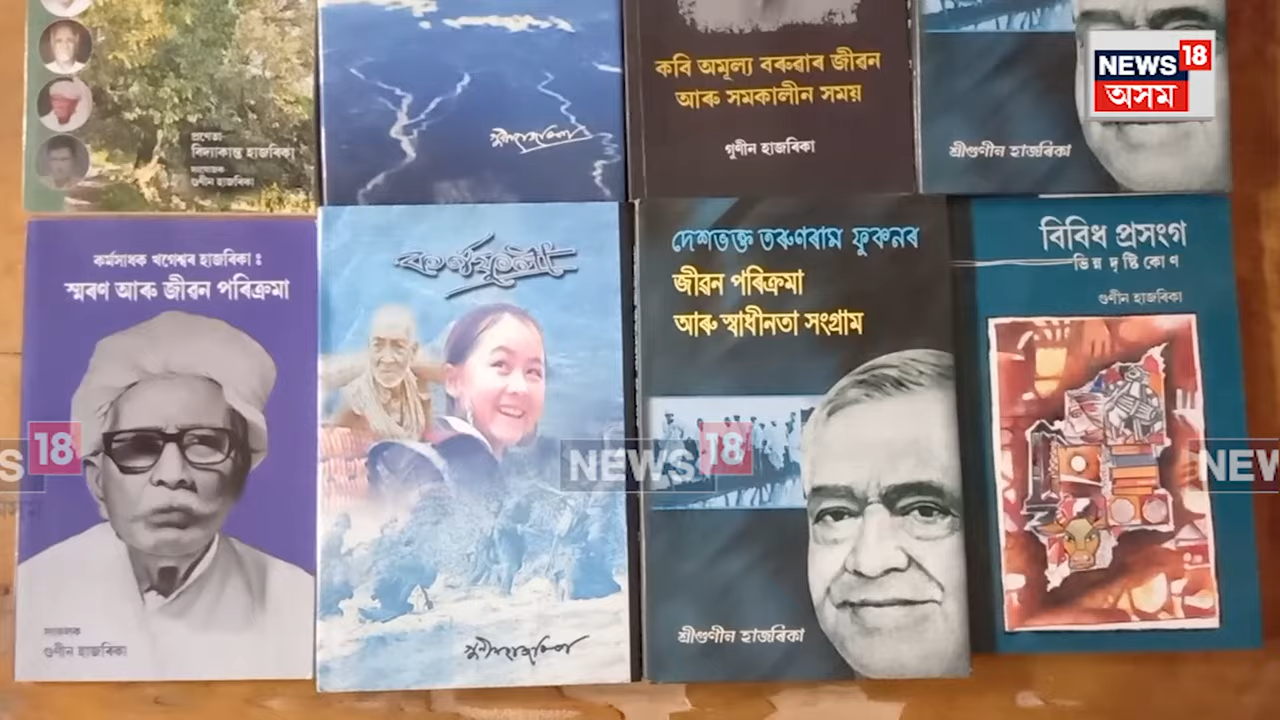 NEWS 18
অসম
প্ৰণেতা
বিদ্যাকান্ত হাজৰিকা
সংযোজক
গুণীন হাজৰিকা
কবি অমূল্য বৰুৱাৰ জীৱন
আৰু সমকালীন সময়
গুণীন হাজৰিকা
শ্ৰীগুণীন হাজৰিকা
কৰ্মসাধক খগেশ্বৰ হাজৰিকা :
স্মৰণ আৰু জীৱন পৰিক্ৰমা
গুণীন হাজৰিকা
দেশভক্ত তৰুণৰাম ফুকনৰ
জীৱন পৰিক্ৰমা
আৰু স্বাধীনতা সংগ্ৰাম
শ্ৰীগুণীন হাজৰিকা
বিবিধ প্ৰসংগ
ভিন্ন দৃষ্টিকোণ
গুণীন হাজৰিকা
NEWS 18